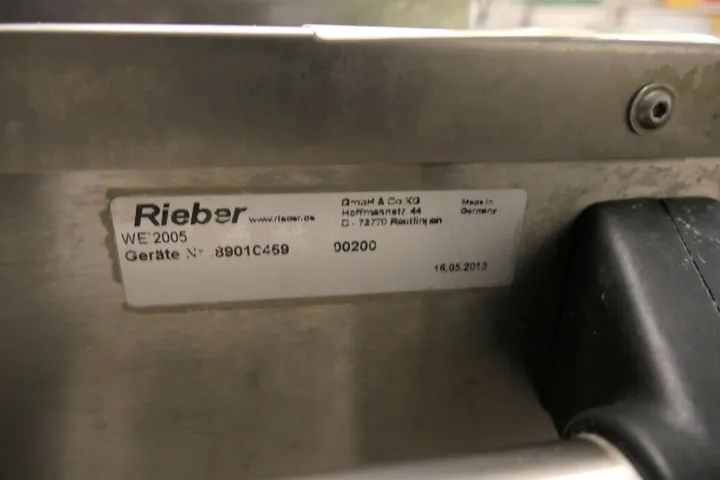 Rieber www.rieber.de
GmbH & Co.KG
Hoffmannstr. 44
D - 72770 Reutlingen
Made in
Germany
WE 2005
Geräte Nr. 89010459 00200
16.05.2013